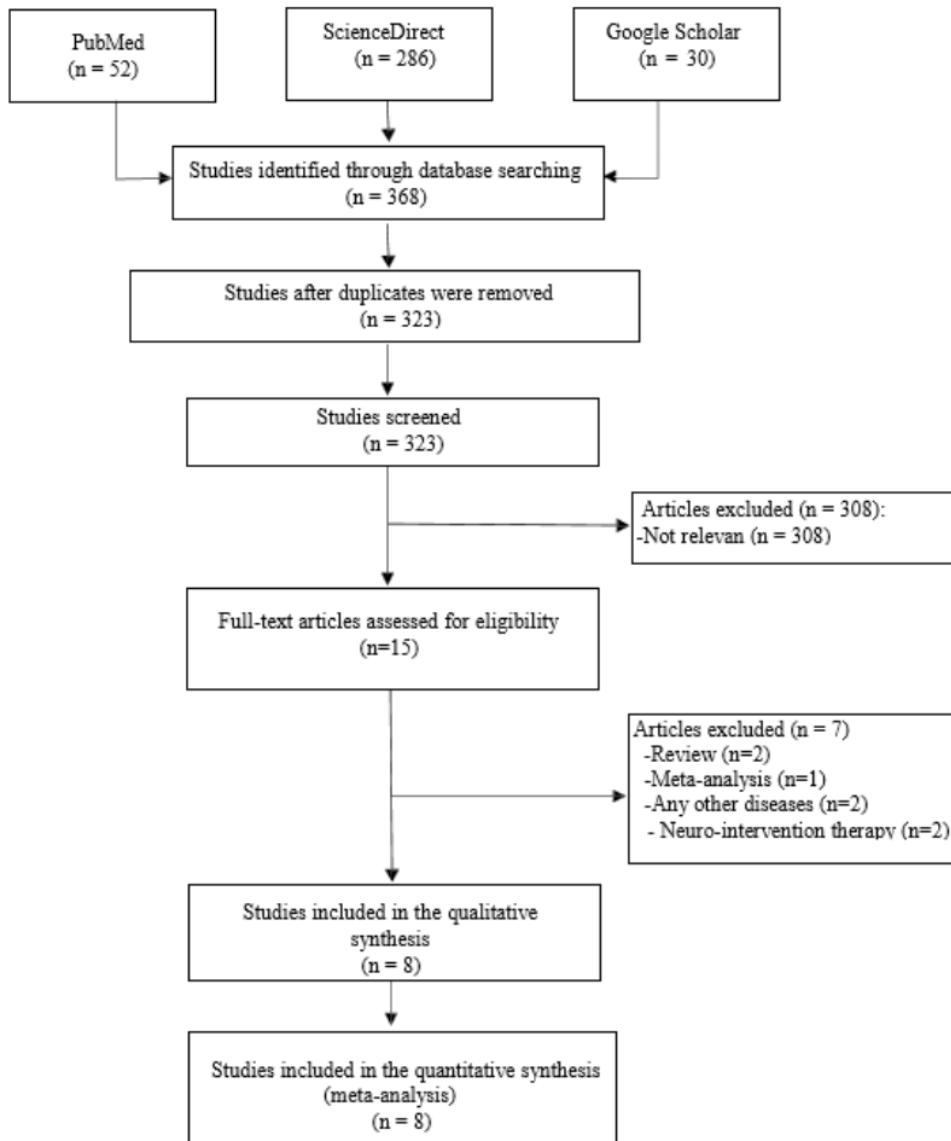 PubMed
(n = 52)
ScienceDirect
(n = 286)
Google Scholar
(n = 30)
Studies identified through database searching
(n = 368)
Studies after duplicates were removed
(n = 323)
Studies screened
(n = 323)
Articles excluded (n = 308):
-Not relevan (n = 308)
Full-text articles assessed for eligibility
(n=15)
Articles excluded (n = 7)
-Review (n=2)
-Meta-analysis (n=1)
-Any other diseases (n=2)
- Neuro-intervention therapy (n=2)
Studies included in the qualitative
synthesis
(n = 8)
Studies included in the quantitative synthesis
(meta-analysis)
(n = 8)